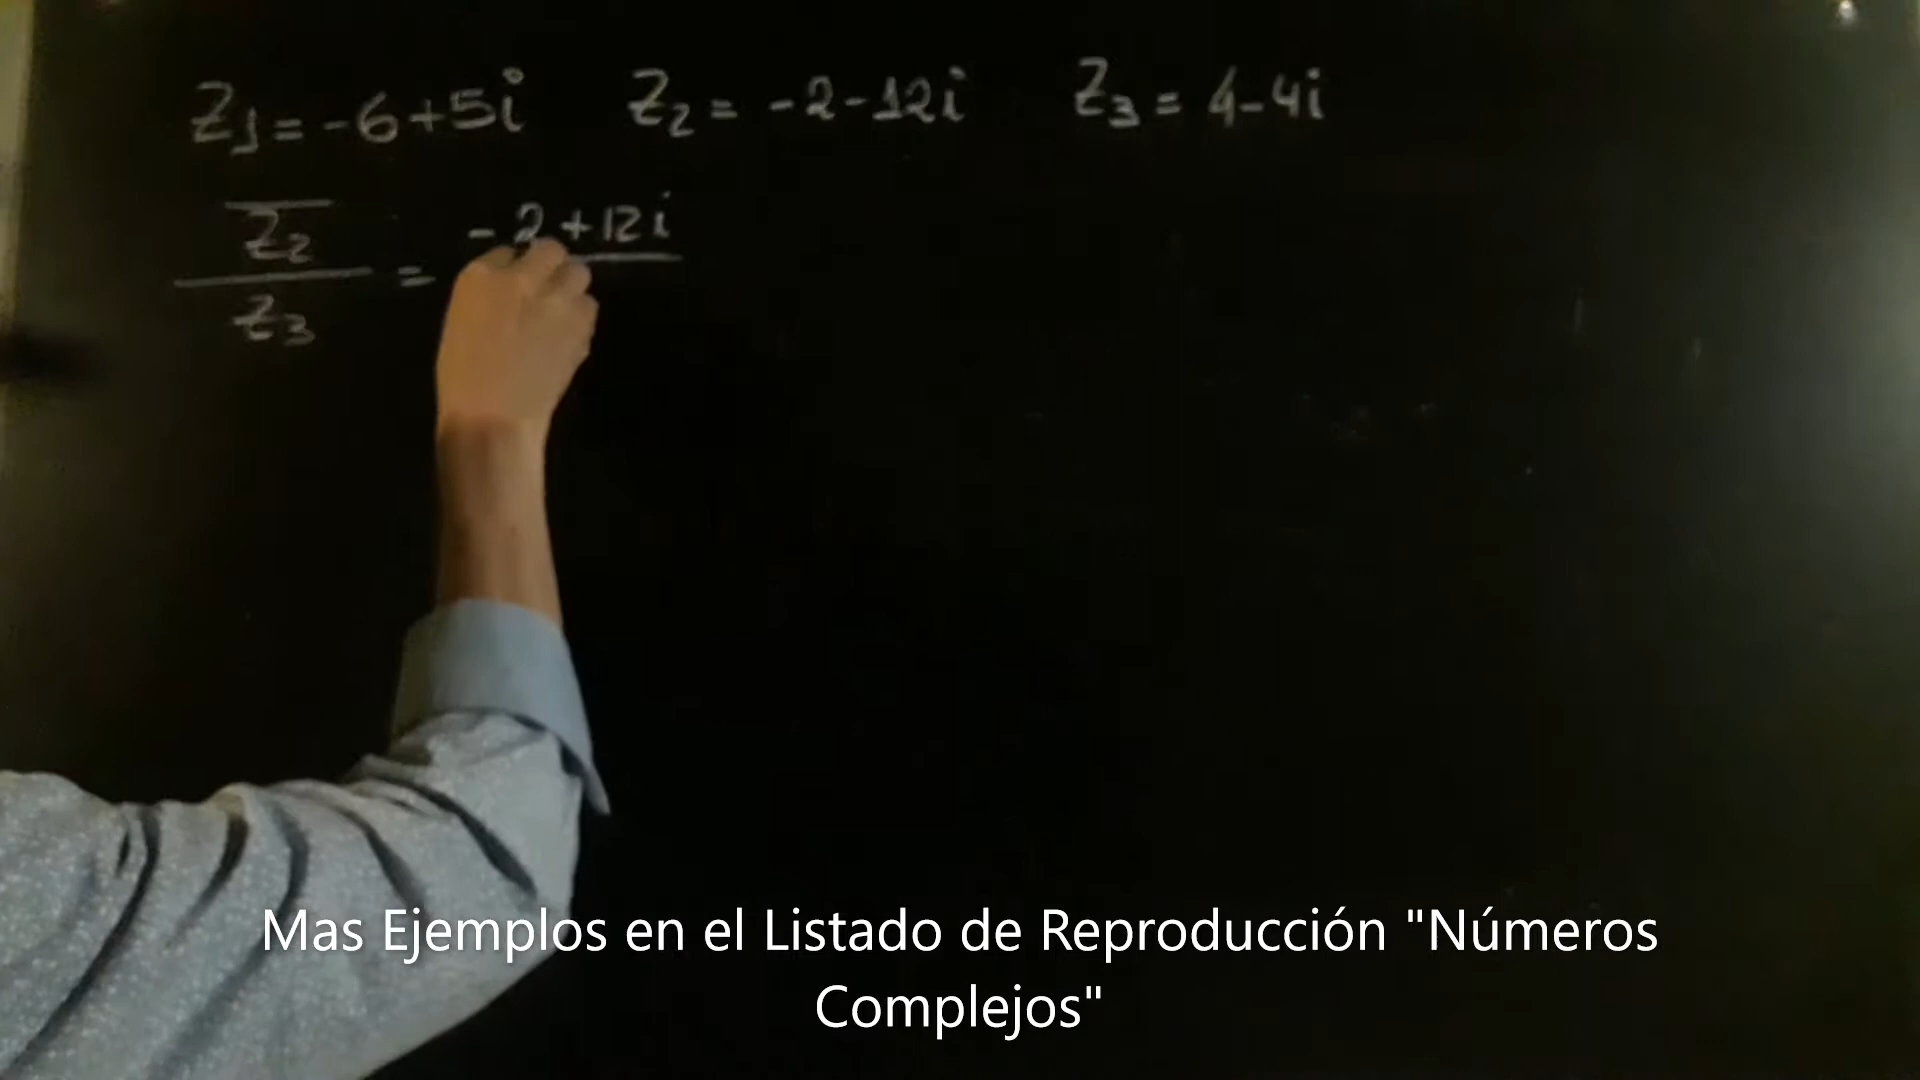 Z₁ = -6+5i Z₂ = -2-12i Z₃ = 4-4i
Z̅₂ / Z₃ = -2+12i
Mas Ejemplos en el Listado de Reproducción "Números
Complejos"